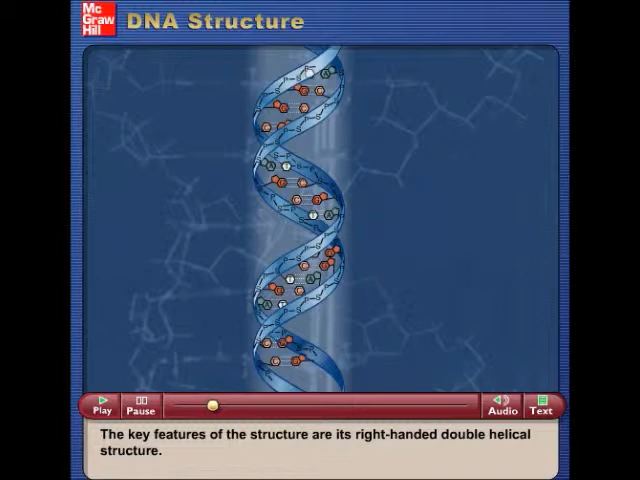 Mc
Graw
Hill
DNA Structure
Play
Pause
Audio
Text
The key features of the structure are its right-handed double helical
structure.